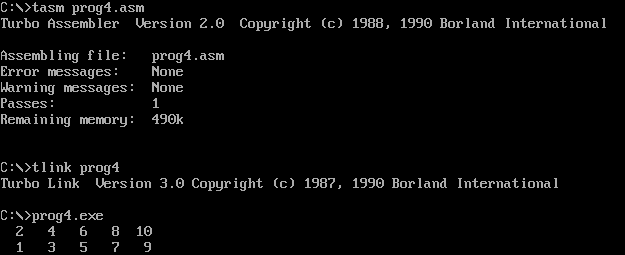 C:\>tasm prog4.asm
Turbo Assembler  Version 2.0  Copyright (c) 1988, 1990 Borland International
Assembling file:   prog4.asm
Error messages:    None
Warning messages:  None
Passes:            1
Remaining memory:  490k
C:\>tlink prog4
Turbo Link  Version 3.0 Copyright (c) 1987, 1990 Borland International
C:\>prog4.exe
  2   4   6   8  10
  1   3   5   7   9